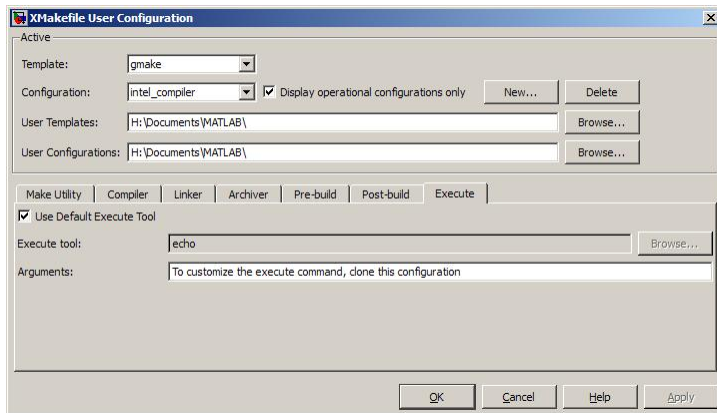 XMakefile User Configuration
Active
Template: gmake
Configuration: intel_compiler Display operational configurations only New... Delete
User Templates: H:\Documents\MATLAB\ Browse...
User Configurations: H:\Documents\MATLAB\ Browse...
Make Utility Compiler Linker Archiver Pre-build Post-build Execute
Use Default Execute Tool
Execute tool: echo Browse...
Arguments: To customize the execute command, clone this configuration
OK Cancel Help Apply